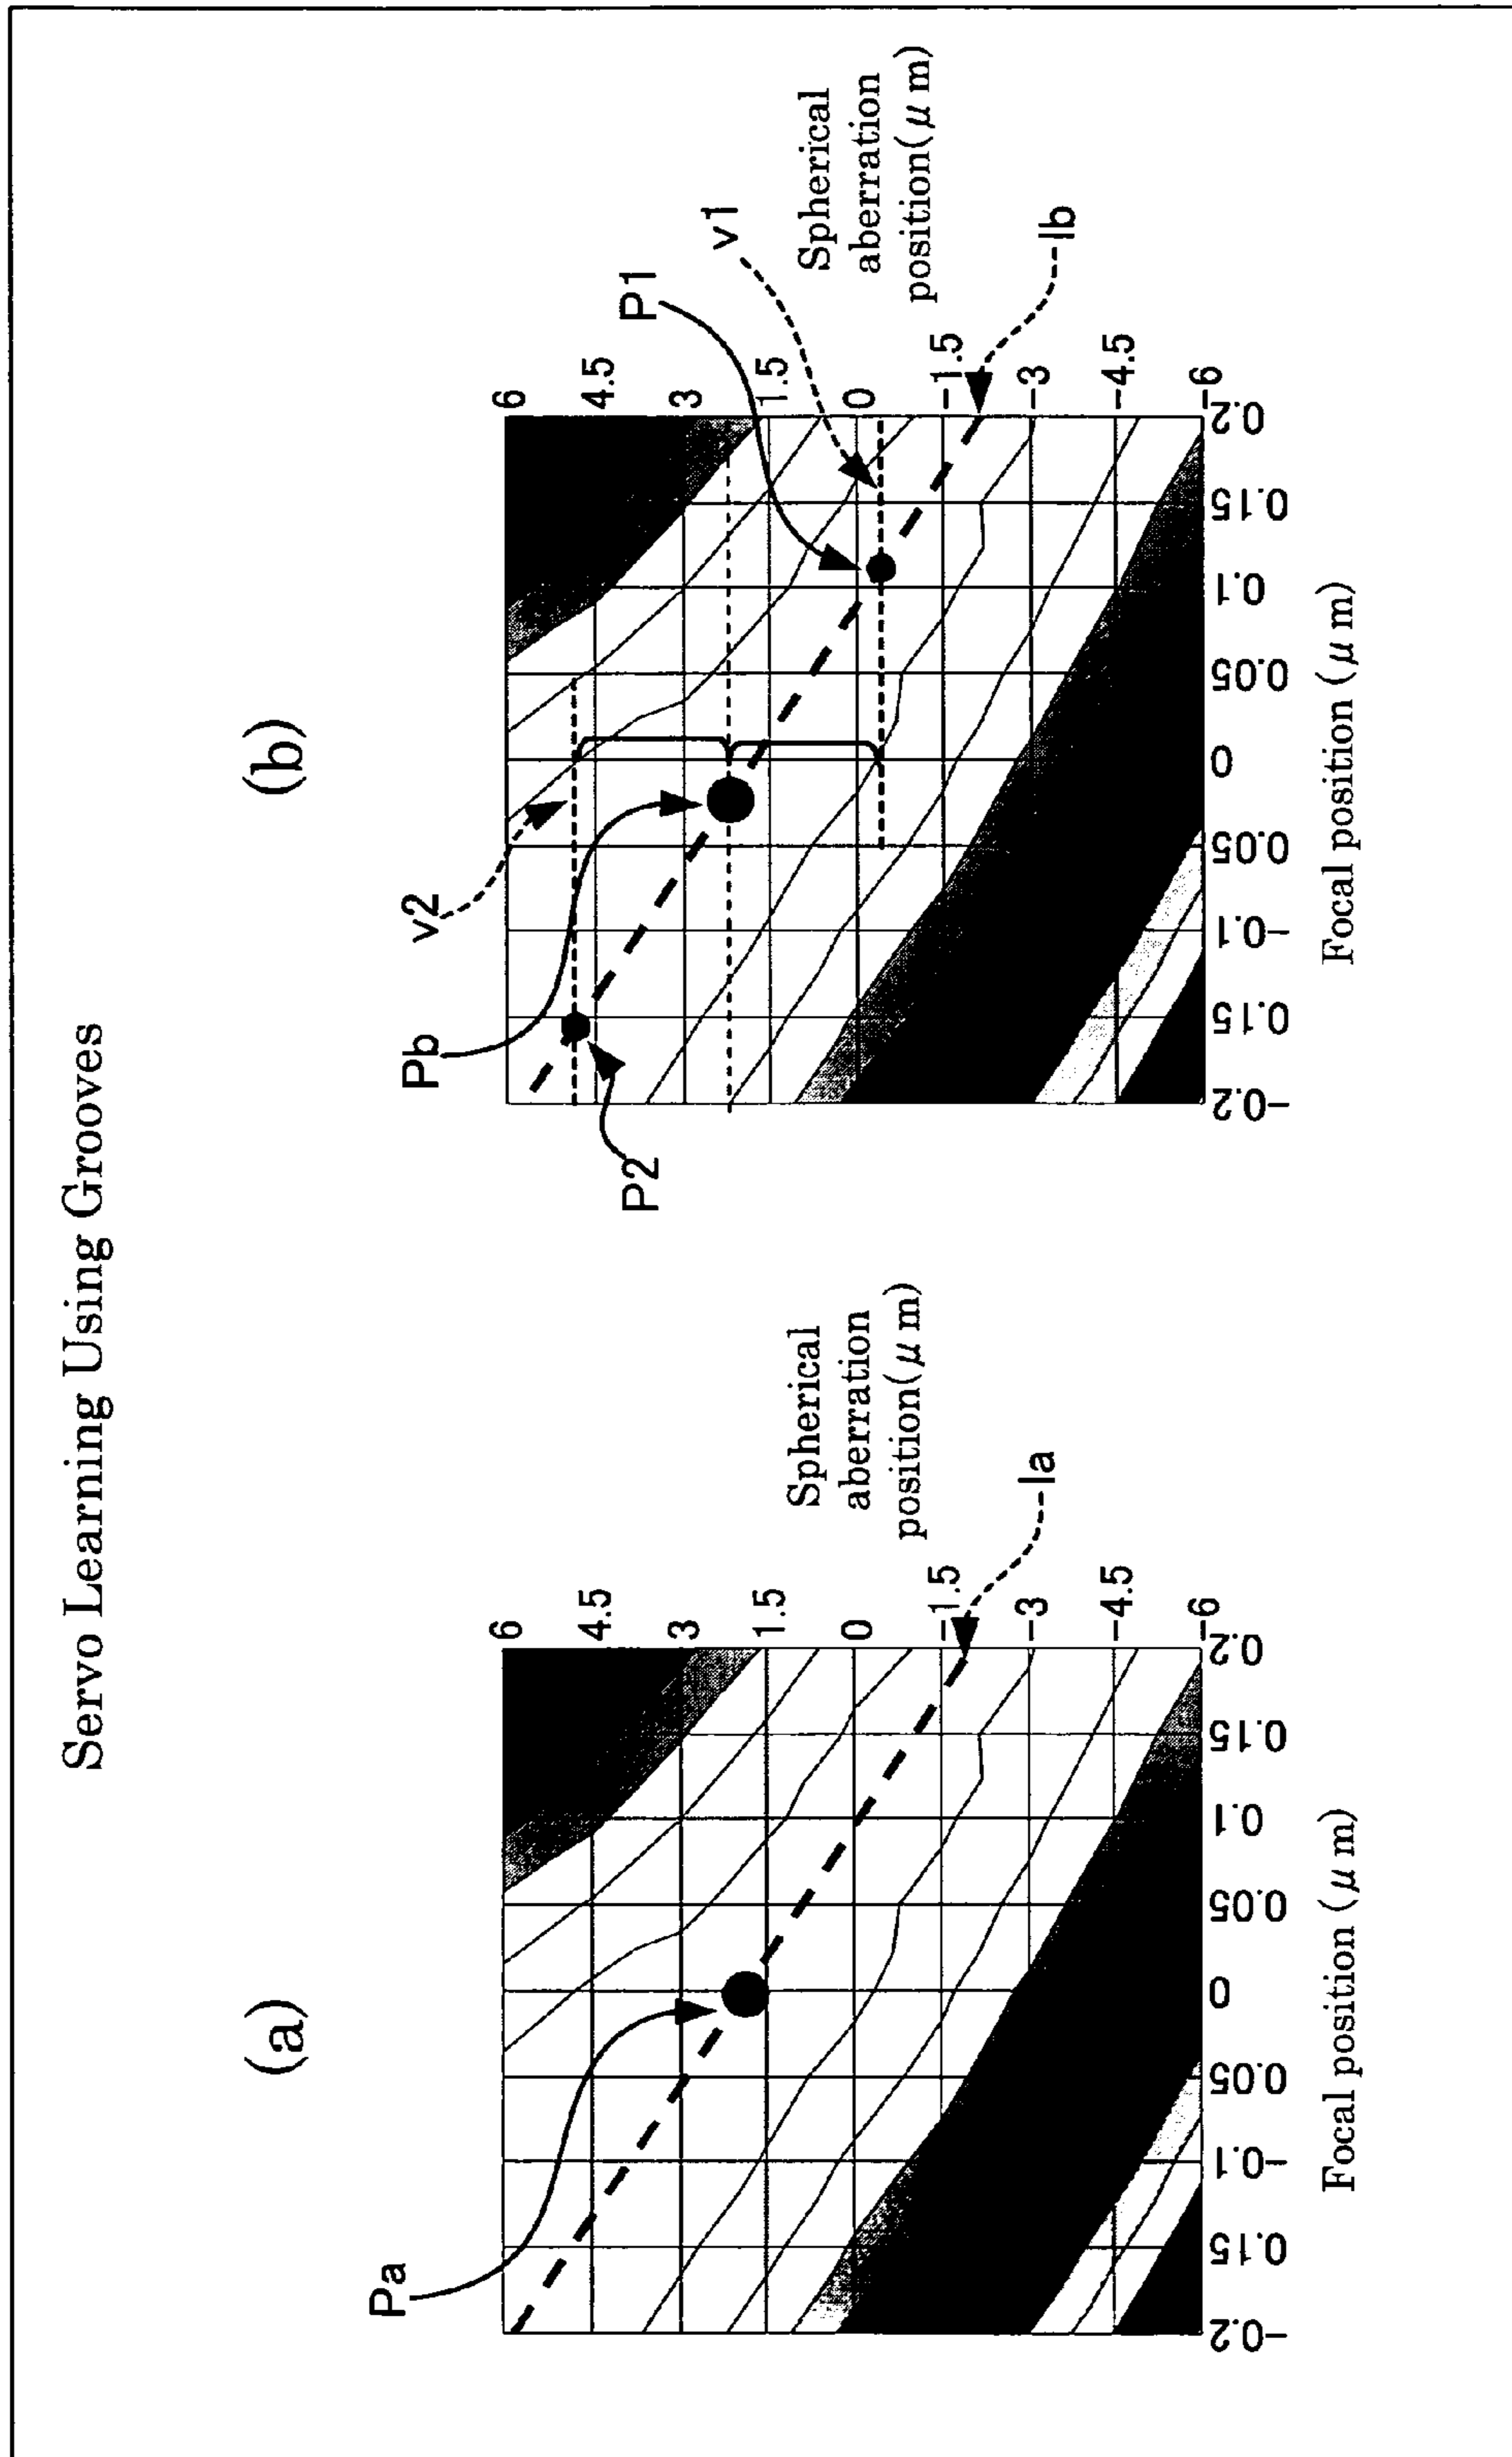 Servo Learning Using Grooves
(a)
Pa
6
4.5
3
1.5
0
-1.5
-3
-4.5
-6
Spherical
aberration
position(μm)
la
-0.2 0.15 -0.1 0.05 0 0.05 0.1 0.15 0.2
Focal position (μm)
(b)
Pb
v2
P1
P2
v1
6
4.5
3
1.5
0
-1.5
-3
-4.5
-6
Spherical
aberration
position(μm)
lb
-0.2 0.15 -0.1 0.05 0 0.05 0.1 0.15 0.2
Focal position (μm)